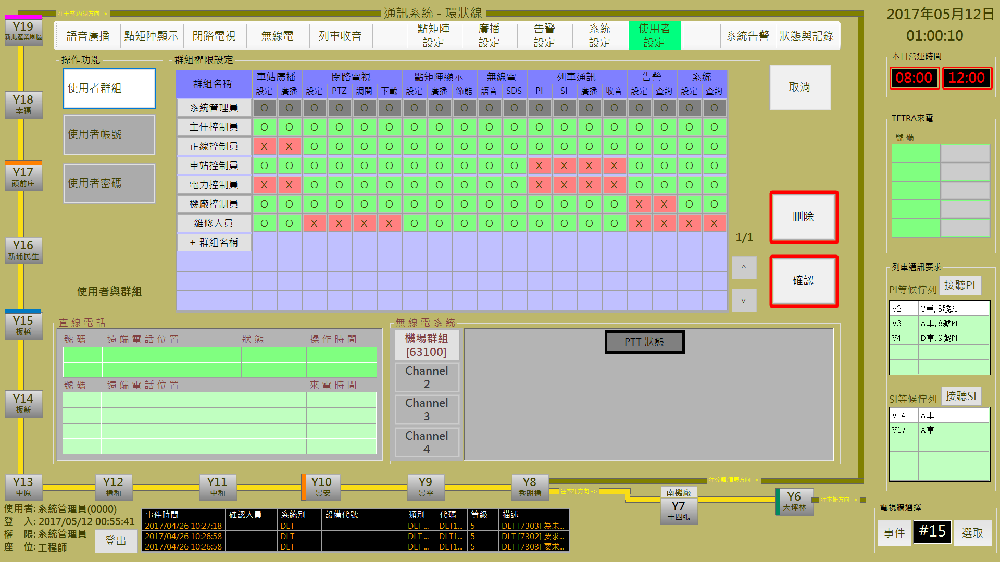 往士林,內湖方向 ->
通訊系統 - 環狀線
2017年05月12日
01:00:10
語音廣播 點矩陣顯示 閉路電視 無線電 列車收音 點矩陣設定 廣播設定 告警設定 系統設定 使用者設定 系統告警 狀態與記錄
Y19
新北產業園區
Y18
幸福
Y17
頭前庄
Y16
新埔民生
Y15
板橋
Y14
板新
操作功能
使用者群組
使用者帳號
使用者密碼
使用者與群組
群組權限設定
群組名稱 車站廣播 閉路電視 點矩陣顯示 無線電 列車通訊 告警 系統
設定 廣播 設定 PTZ 調閱 下載 設定 廣播 節能 語音 SDS PI SI 廣播 收音 設定 查詢 設定 查詢
系統管理員 O O O O O O O O O O O O O O O O O O O
主任控制員 O O O O O O O O O O O O O O O O O O O
正線控制員 X X O O O O O O O O O O O O O O O O O
車站控制員 O O O O O O O O O O O X X X X O O O O
電力控制員 X X O O O O O O O O O X X X X O O O O
機廠控制員 O O O O O O O O O O O O O O O X X O O
維修人員 O O X X X X O O O O O O O O O X X X X
+ 群組名稱
1/1
^
v
取消
刪除
確認
本日營運時間
08:00 12:00
TETRA來電
號 碼
列車通訊要求
PI等候佇列 接聽PI
V2 C車,3號PI
V3 A車,8號PI
V4 D車,9號PI
SI等候佇列 接聽SI
V14 A車
V17 A車
直線電話
號碼 遠端電話位置 狀態 操作時間
號碼 遠端電話位置 來電時間
無線電系統
機場群組
[63100]
Channel
2
Channel
3
Channel
4
PTT 狀態
Y13
中原
Y12
橋和
Y11
中和
Y10
景安
Y9
景平
Y8
秀朗橋
往公館,信義方向 ->
往木柵方向 ->
南機廠
Y7
十四張
Y6
大坪林
往木柵方向 ->
使用者: 系統管理員(0000)
登 入: 2017/05/12 00:55:41
權 限: 系統管理員
座 位: 工程師
登出
事件時間 確認人員 系統別 設備代號 類別 代碼 等級 描述
2017/04/26 10:27:18 DLT DLT ... DLT1... 5 DLT [7303] 為未...
2017/04/26 10:26:58 DLT DLT ... DLT1... 5 DLT [7302] 要求...
2017/04/26 10:26:58 DLT DLT ... DLT1... 5 DLT [7303] 要求...
電視牆選擇
事件 #15 選取